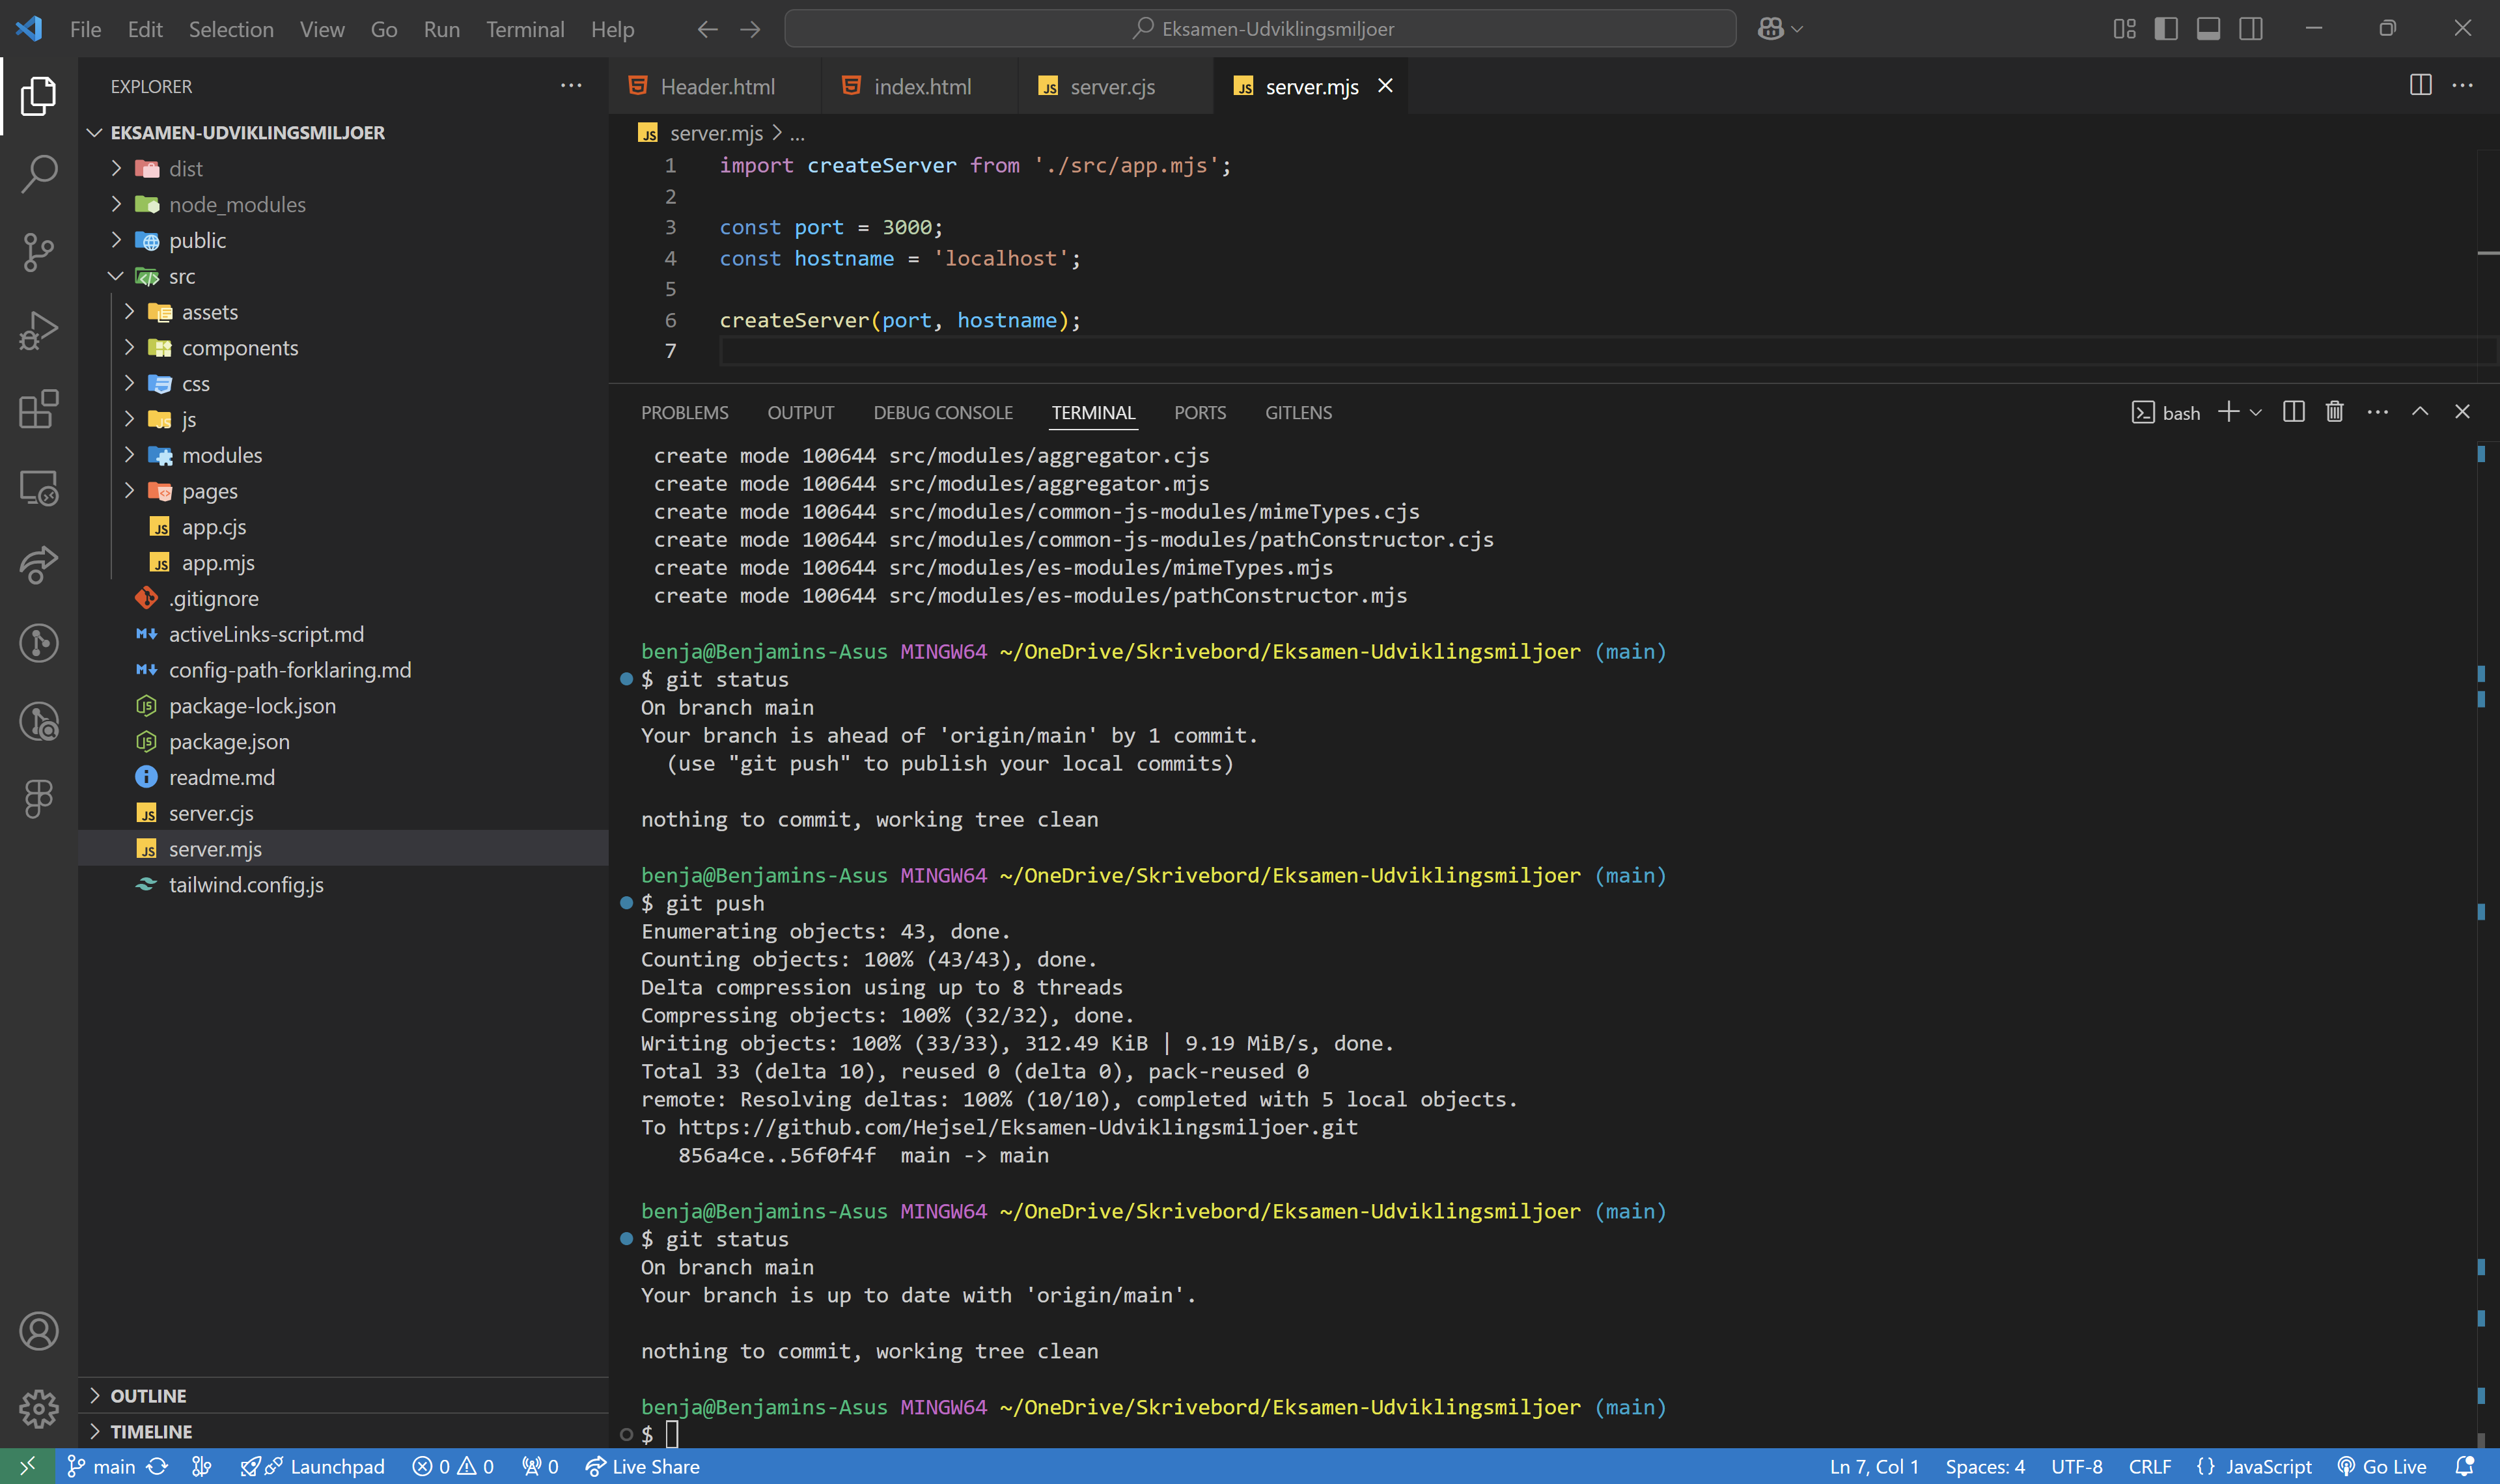 File Edit Selection View Go Run Terminal Help
Eksamen-Udviklingsmiljoer
EXPLORER
EKSAMEN-UDVIKLINGSMILJOER
dist
node_modules
public
src
assets
components
css
js
modules
pages
app.cjs
app.mjs
.gitignore
activeLinks-script.md
config-path-forklaring.md
package-lock.json
package.json
readme.md
server.cjs
server.mjs
tailwind.config.js
OUTLINE
TIMELINE
Header.html index.html server.cjs server.mjs
server.mjs > ...
1 import createServer from './src/app.mjs';
2
3 const port = 3000;
4 const hostname = 'localhost';
5
6 createServer(port, hostname);
7
PROBLEMS OUTPUT DEBUG CONSOLE TERMINAL PORTS GITLENS
bash
create mode 100644 src/modules/aggregator.cjs
create mode 100644 src/modules/aggregator.mjs
create mode 100644 src/modules/common-js-modules/mimeTypes.cjs
create mode 100644 src/modules/common-js-modules/pathConstructor.cjs
create mode 100644 src/modules/es-modules/mimeTypes.mjs
create mode 100644 src/modules/es-modules/pathConstructor.mjs
benja@Benjamins-Asus MINGW64 ~/OneDrive/Skrivebord/Eksamen-Udviklingsmiljoer (main)
$ git status
On branch main
Your branch is ahead of 'origin/main' by 1 commit.
(use "git push" to publish your local commits)
nothing to commit, working tree clean
benja@Benjamins-Asus MINGW64 ~/OneDrive/Skrivebord/Eksamen-Udviklingsmiljoer (main)
$ git push
Enumerating objects: 43, done.
Counting objects: 100% (43/43), done.
Delta compression using up to 8 threads
Compressing objects: 100% (32/32), done.
Writing objects: 100% (33/33), 312.49 KiB | 9.19 MiB/s, done.
Total 33 (delta 10), reused 0 (delta 0), pack-reused 0
remote: Resolving deltas: 100% (10/10), completed with 5 local objects.
To https://github.com/Hejsel/Eksamen-Udviklingsmiljoer.git
856a4ce..56f0f4f main -> main
benja@Benjamins-Asus MINGW64 ~/OneDrive/Skrivebord/Eksamen-Udviklingsmiljoer (main)
$ git status
On branch main
Your branch is up to date with 'origin/main'.
nothing to commit, working tree clean
benja@Benjamins-Asus MINGW64 ~/OneDrive/Skrivebord/Eksamen-Udviklingsmiljoer (main)
$
main Launchpad 0 0 0 Live Share Ln 7, Col 1 Spaces: 4 UTF-8 CRLF {} JavaScript Go Live